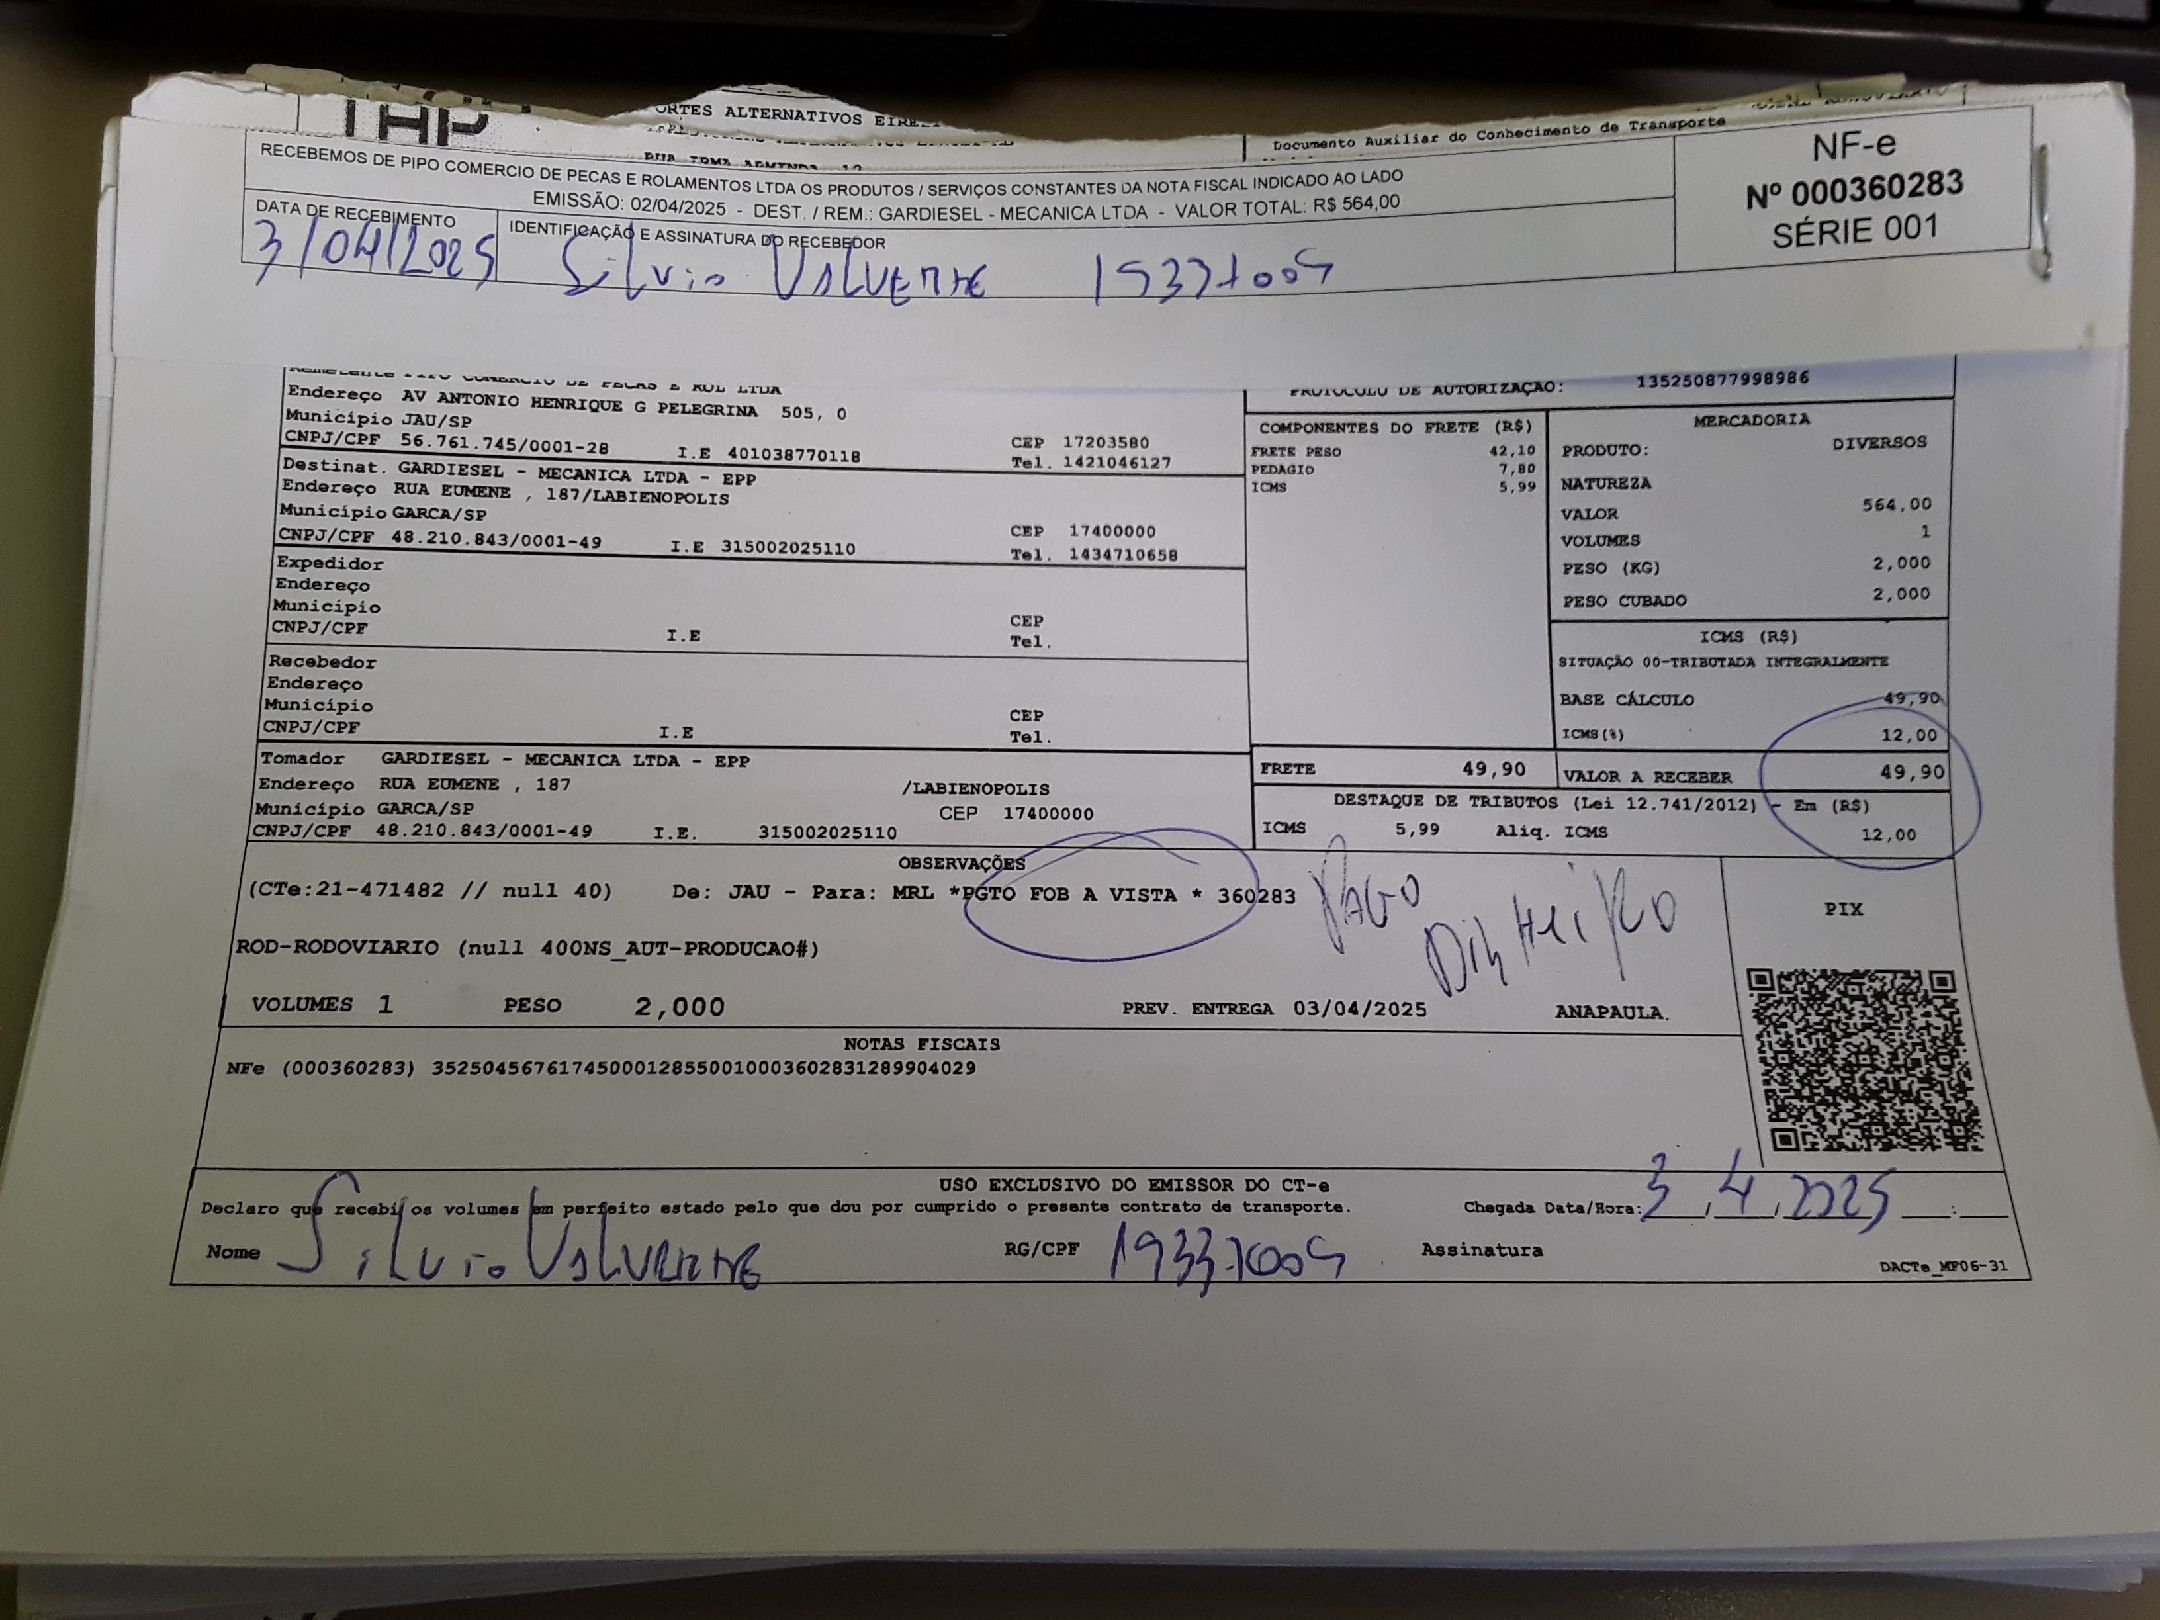 THP
ORTES ALTERNATIVOS
Documento Auxiliar do Conhecimento de Transporte
RECEBEMOS DE PIPO COMERCIO DE PECAS E ROLAMENTOS LTDA OS PRODUTOS / SERVIÇOS CONSTANTES DA NOTA FISCAL INDICADO AO LADO
EMISSÃO: 02/04/2025 - DEST. / REM.: GARDIESEL - MECANICA LTDA - VALOR TOTAL: R$ 564,00
NF-e
Nº 000360283
SÉRIE 001
DATA DE RECEBIMENTO
3/04/2025
IDENTIFICAÇÃO E ASSINATURA DO RECEBEDOR
Silvio
PROTOCOLO DE AUTORIZAÇÃO: 135250877998986
Remetente PIPO COMERCIO DE PECAS E ROL LTDA
Endereço AV ANTONIO HENRIQUE G PELEGRINA 505, 0
Município JAU/SP CEP 17203580
CNPJ/CPF 56.761.745/0001-28 I.E 401038770118 Tel. 1421046127
Destinat. GARDIESEL - MECANICA LTDA - EPP
Endereço RUA EUMENE , 187/LABIENOPOLIS
Município GARCA/SP CEP 17400000
CNPJ/CPF 48.210.843/0001-49 I.E 315002025110 Tel. 1434710658
Expedidor
Endereço
Município CEP
CNPJ/CPF I.E Tel.
Recebedor
Endereço
Município CEP
CNPJ/CPF I.E Tel.
Tomador GARDIESEL - MECANICA LTDA - EPP
Endereço RUA EUMENE , 187 /LABIENOPOLIS
Município GARCA/SP CEP 17400000
CNPJ/CPF 48.210.843/0001-49 I.E. 315002025110
COMPONENTES DO FRETE (R$)
FRETE PESO 42,10
PEDAGIO 7,80
ICMS 5,99
MERCADORIA
PRODUTO: DIVERSOS
NATUREZA
VALOR 564,00
VOLUMES 1
PESO (KG) 2,000
PESO CUBADO 2,000
ICMS (R$)
SITUAÇÃO 00-TRIBUTADA INTEGRALMENTE
BASE CÁLCULO 49,90
ICMS(%) 12,00
FRETE 49,90 VALOR A RECEBER 49,90
DESTAQUE DE TRIBUTOS (Lei 12.741/2012) - Em (R$)
ICMS 5,99 Aliq. ICMS 12,00
OBSERVAÇÕES
(CTe:21-471482 // null 40) De: JAU - Para: MRL *PGTO FOB A VISTA * 360283
PAGO
DinHeiRO
PIX
ROD-RODOVIARIO (null 400NS_AUT-PRODUCAO#)
VOLUMES 1 PESO 2,000 PREV. ENTREGA 03/04/2025 ANAPAULA.
NOTAS FISCAIS
NFe (000360283) 35250456761745000128550010003602831289904029
USO EXCLUSIVO DO EMISSOR DO CT-e
Declaro que recebi os volumes em perfeito estado pelo que dou por cumprido o presente contrato de transporte. Chegada Data/Hora: 3/4/2025 __:__
Nome Silvio RG/CPF Assinatura
DACTe_MF06-31